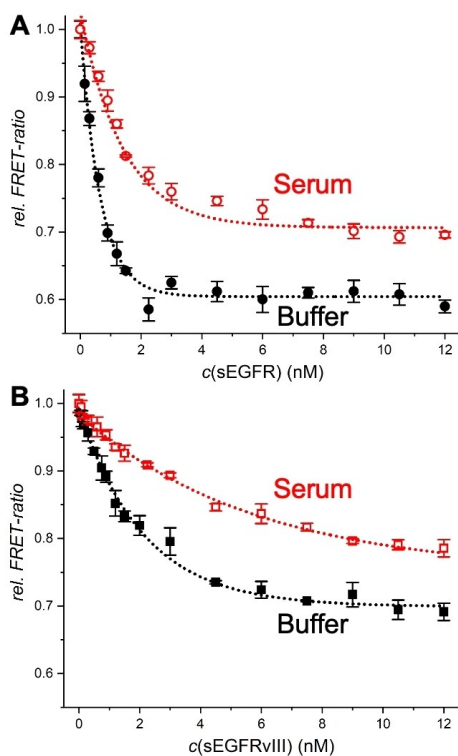 A
1.0
0.9
0.8
0.7
0.6
rel. FRET-ratio
Serum
Buffer
0 2 4 6 8 10 12
c(sEGFR) (nM)
B
1.0
0.9
0.8
0.7
0.6
rel. FRET-ratio
Serum
Buffer
0 2 4 6 8 10 12
c(sEGFRvIII) (nM)